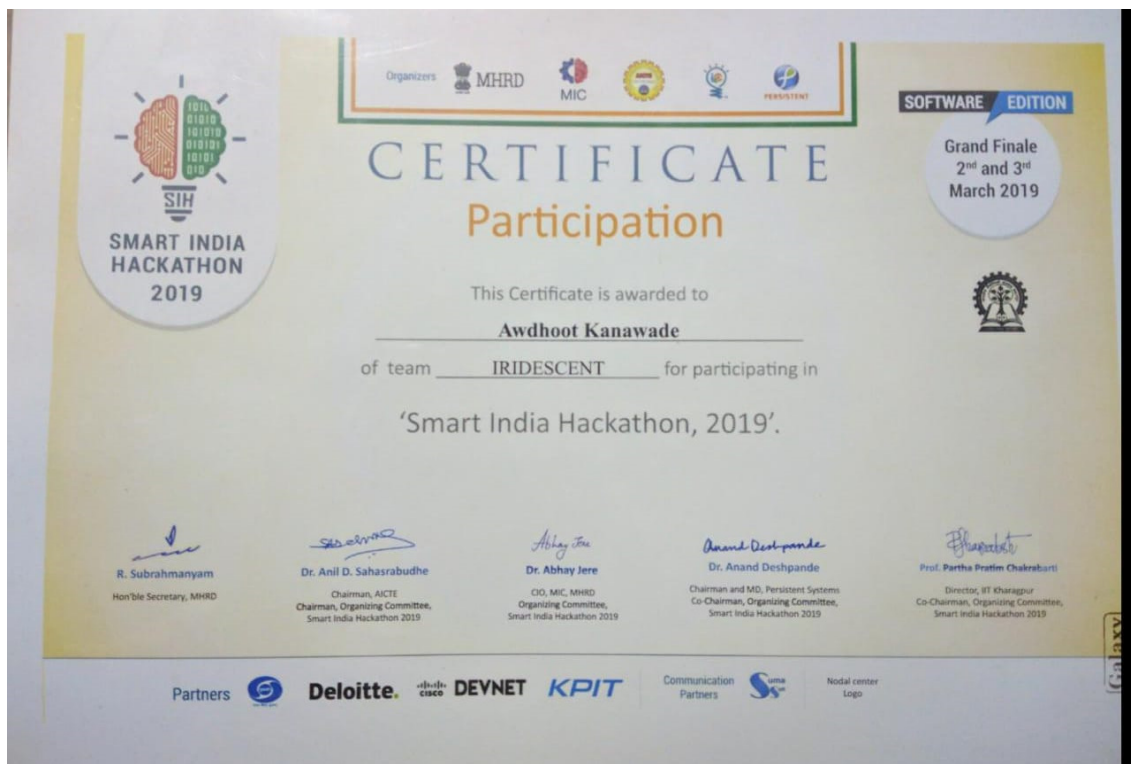 Organizers MHRD
MIC
PERSISTENT
SOFTWARE EDITION
Grand Finale
2nd and 3rd
March 2019
SIH
SMART INDIA
HACKATHON
2019
CERTIFICATE
Participation
This Certificate is awarded to
Awdhoot Kanawade
of team IRIDESCENT for participating in
‘Smart India Hackathon, 2019’.
Abhay Jere
Anand Deshpande
R. Subrahmanyam
Hon'ble Secretary, MHRD
Dr. Anil D. Sahasrabudhe
Chairman, AICTE
Chairman, Organizing Committee,
Smart India Hackathon 2019
Dr. Abhay Jere
CIO, MIC, MHRD
Organizing Committee,
Smart India Hackathon 2019
Dr. Anand Deshpande
Chairman and MD, Persistent Systems
Co-Chairman, Organizing Committee,
Smart India Hackathon 2019
Prof. Partha Pratim Chakrabarti
Director, IIT Kharagpur
Co-Chairman, Organizing Committee,
Smart India Hackathon 2019
Galaxy
Partners Deloitte. cisco DEVNET KPIT
Communication
Partners
Nodal center
Logo